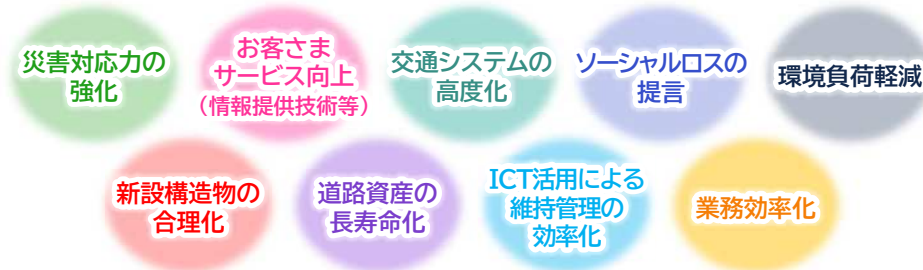 災害対応力の
強化
お客さま
サービス向上
(情報提供技術等)
交通システムの
高度化
ソーシャルロスの
提言
環境負荷軽減
新設構造物の
合理化
道路資産の
長寿命化
ICT活用による
維持管理の
効率化
業務効率化